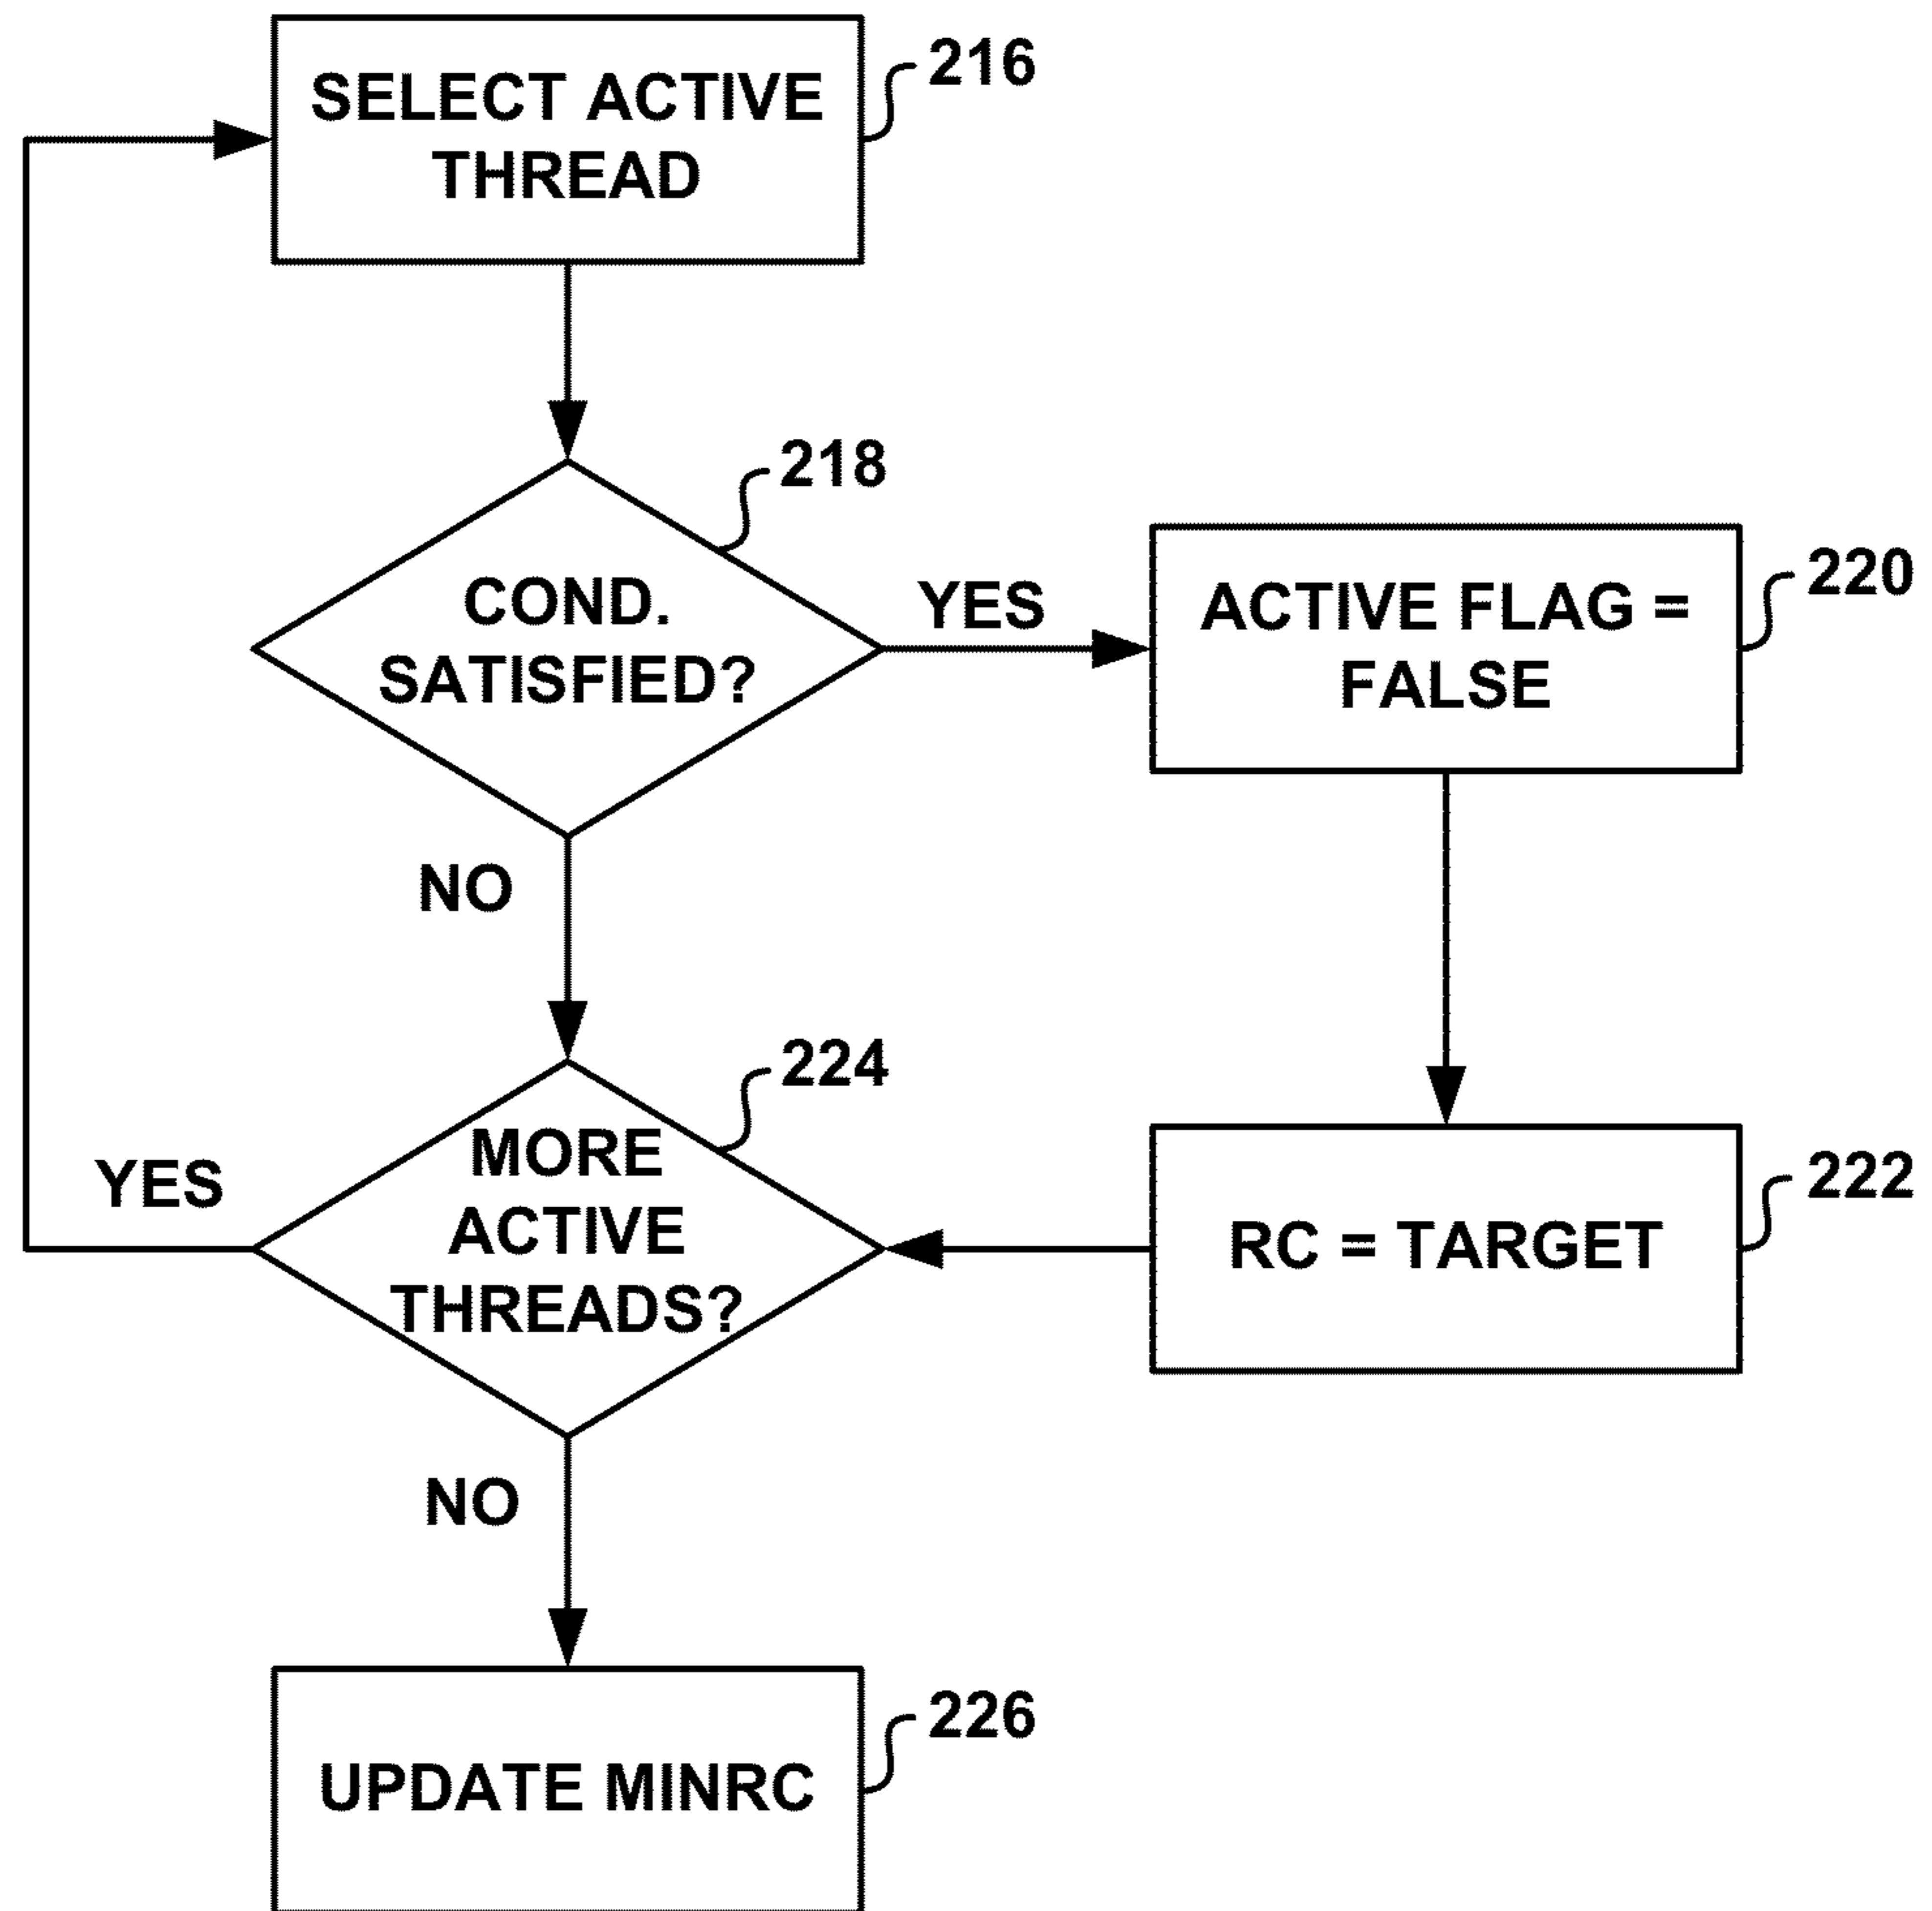 SELECT ACTIVE
THREAD
216
COND.
SATISFIED?
218
YES
ACTIVE FLAG =
FALSE
220
NO
MORE
ACTIVE
THREADS?
224
YES
RC = TARGET
222
NO
UPDATE MINRC
226